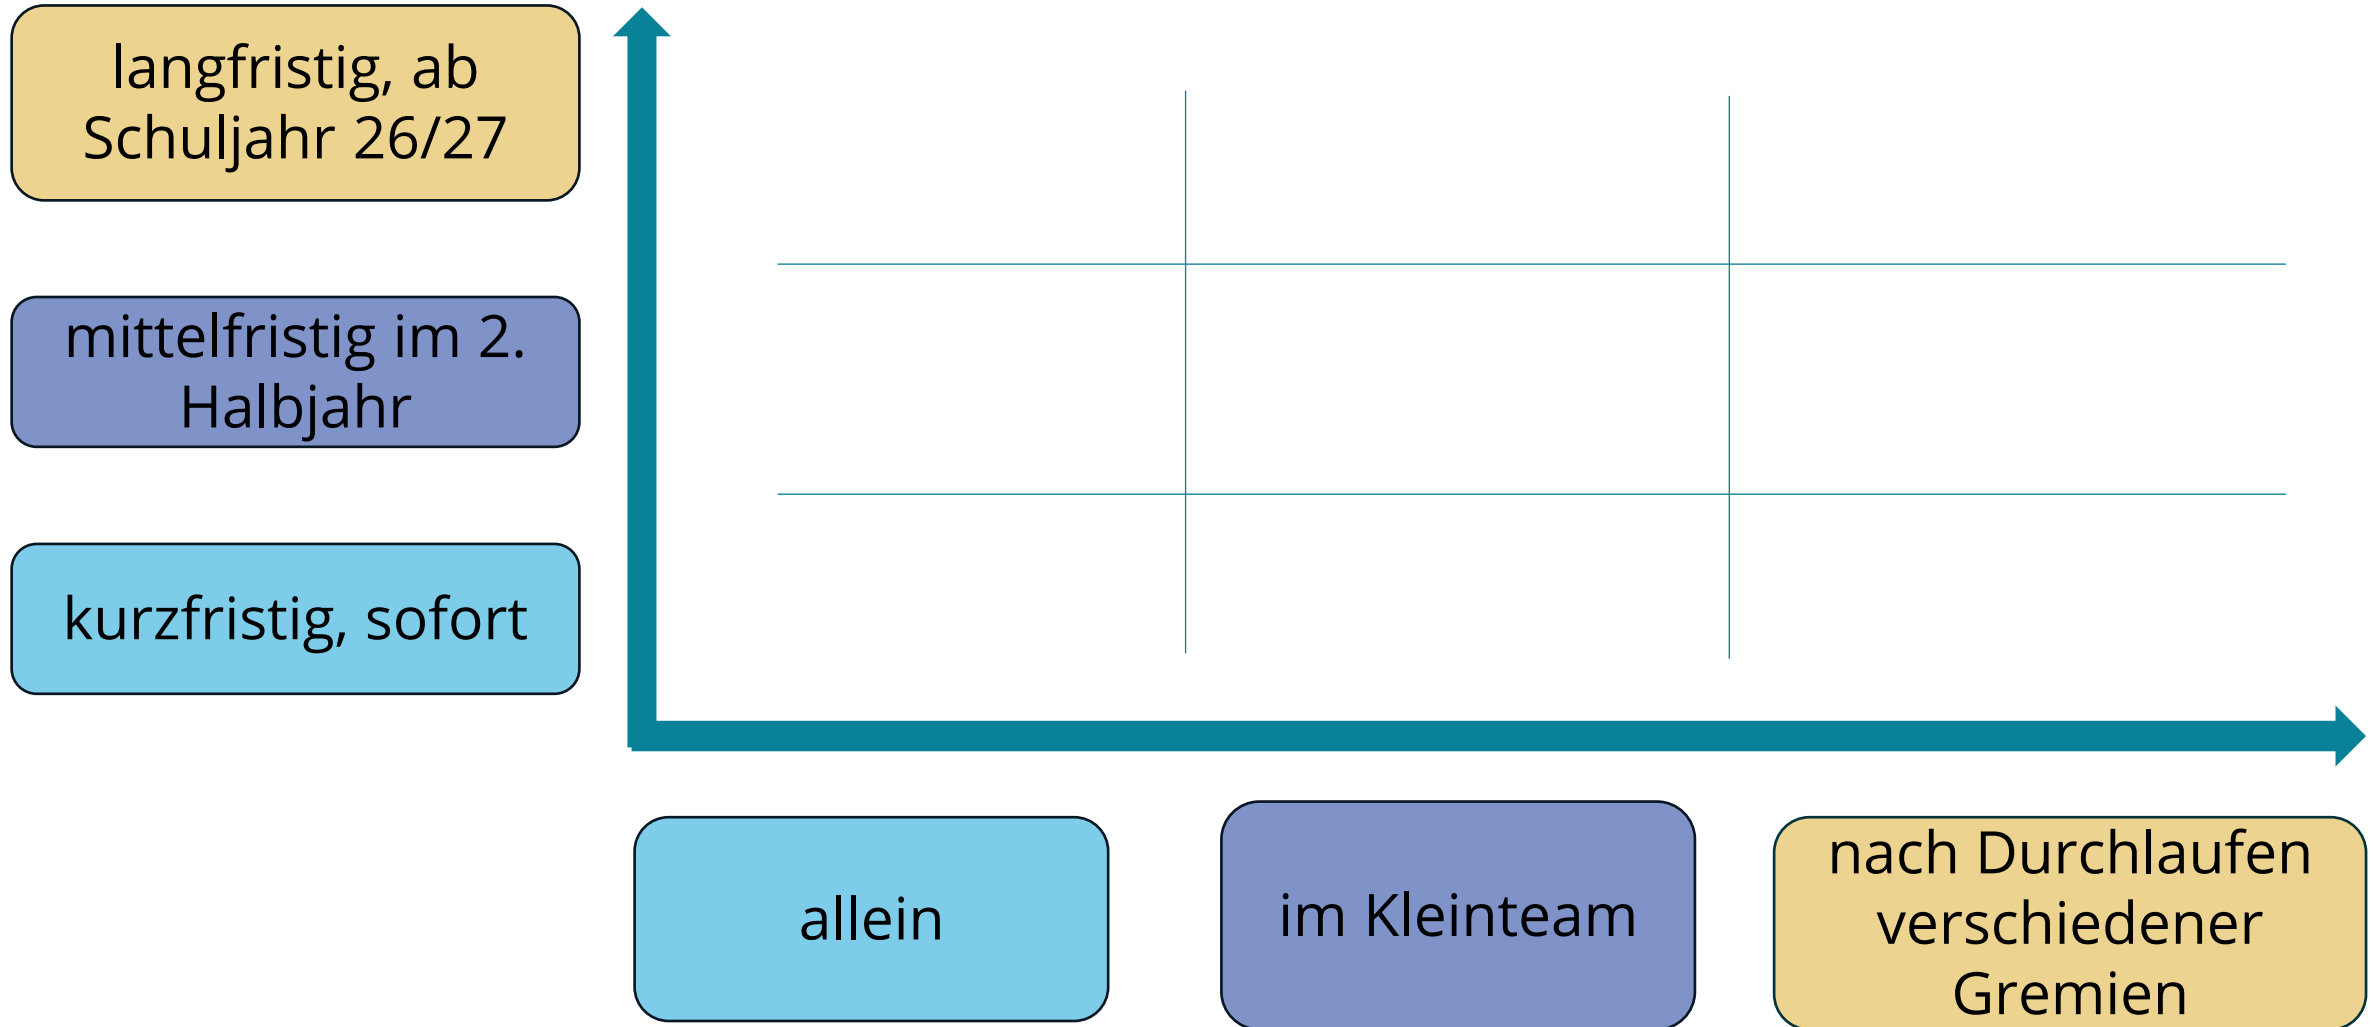 langfristig, ab
Schuljahr 26/27
mittelfristig im 2.
Halbjahr
kurzfristig, sofort
allein
im Kleinteam
nach Durchlaufen
verschiedener
Gremien